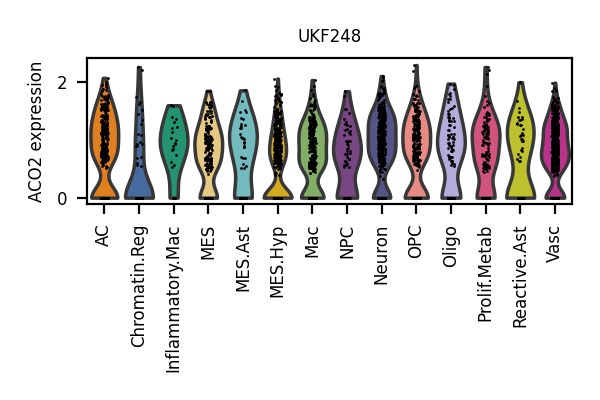 UKF248
ACO2 expression
2
0
AC
Chromatin.Reg
Inflammatory.Mac
MES
MES.Ast
MES.Hyp
Mac
NPC
Neuron
OPC
Oligo
Prolif.Metab
Reactive.Ast
Vasc